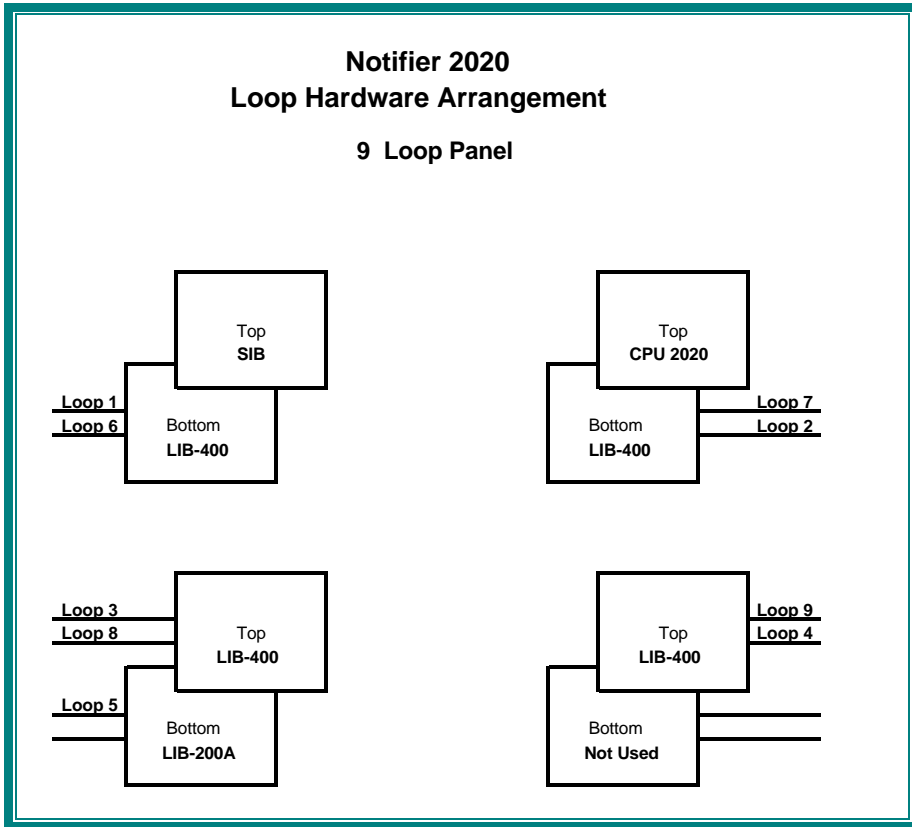 Notifier 2020
Loop Hardware Arrangement
9 Loop Panel
Top
SIB
Loop 1
Loop 6
Bottom
LIB-400
Top
CPU 2020
Loop 7
Loop 2
Bottom
LIB-400
Loop 3
Loop 8
Top
LIB-400
Loop 5
Bottom
LIB-200A
Top
LIB-400
Loop 9
Loop 4
Bottom
Not Used